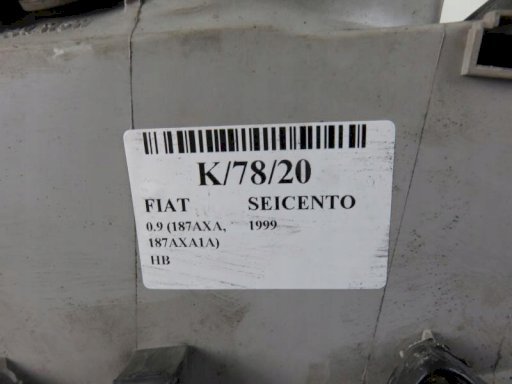 K/78/20
FIAT SEICENTO
0.9 (187AXA, 1999
187AXA1A)
HB